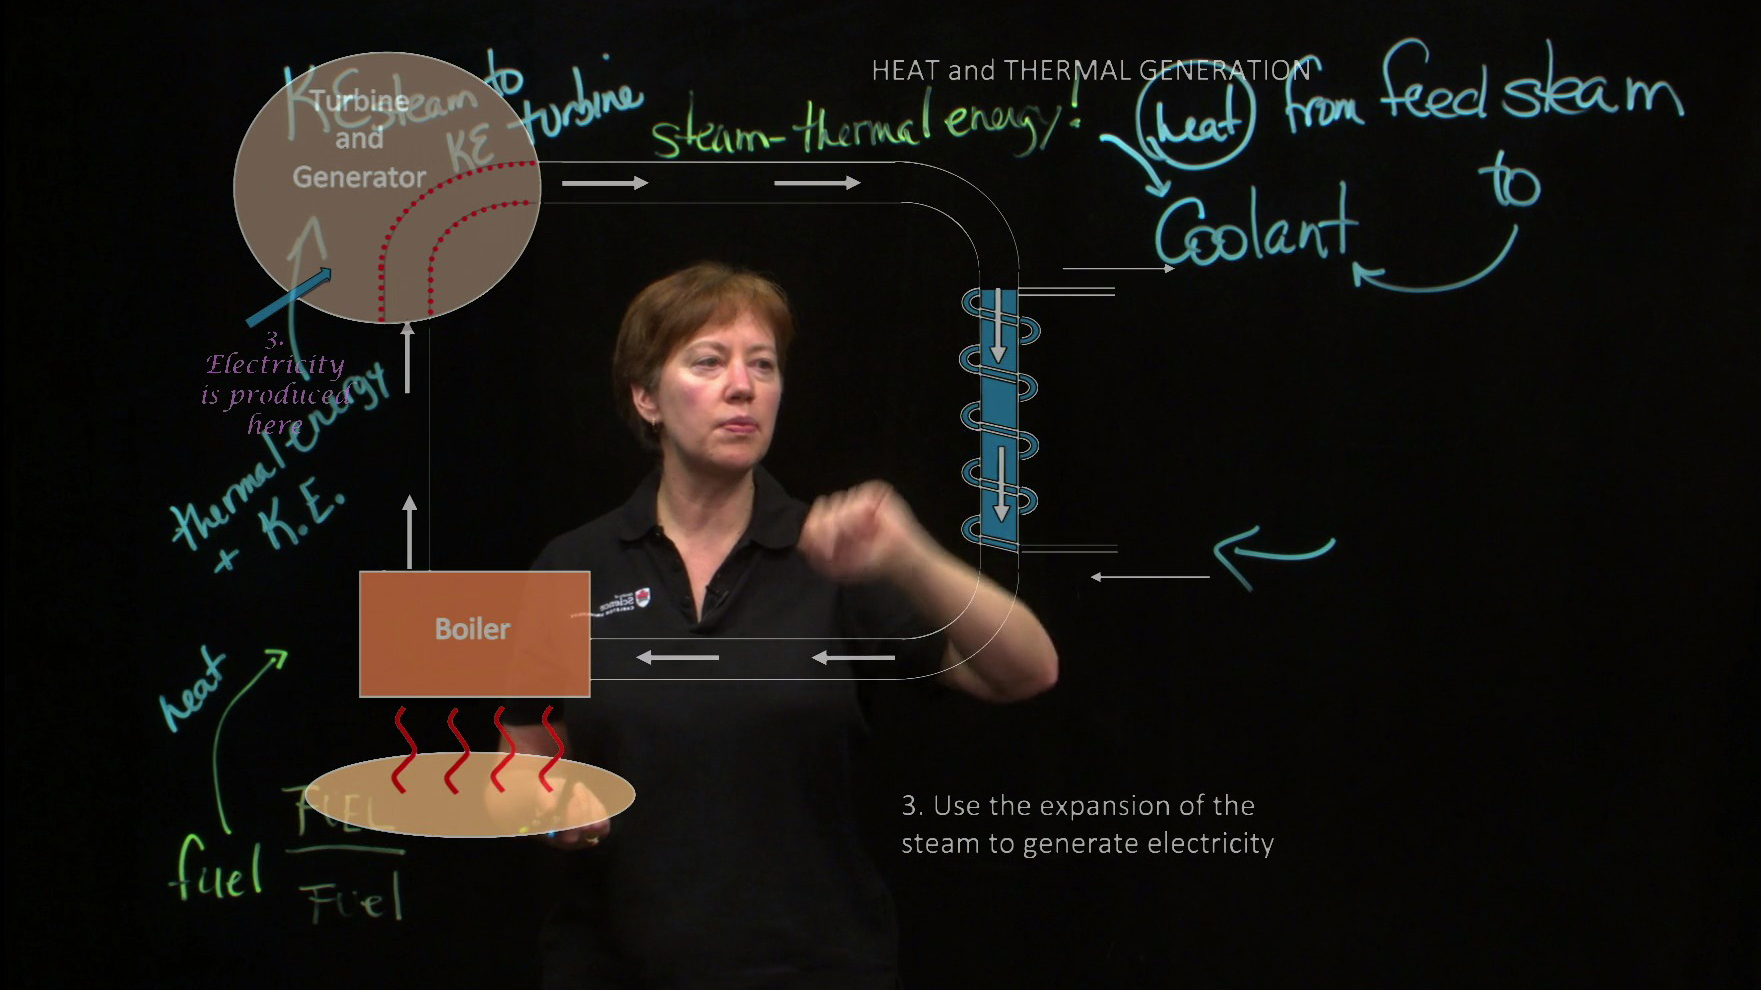 HEAT and THERMAL GENERATION
KE steam to
KE turbine
Turbine
and
Generator
steam-thermal energy!
heat from feed steam
to
Coolant
3.
Electricity
is produced
here
thermal energy
+ K.E.
Boiler
Science
heat
FUEL
fuel
Fuel
3. Use the expansion of the
steam to generate electricity